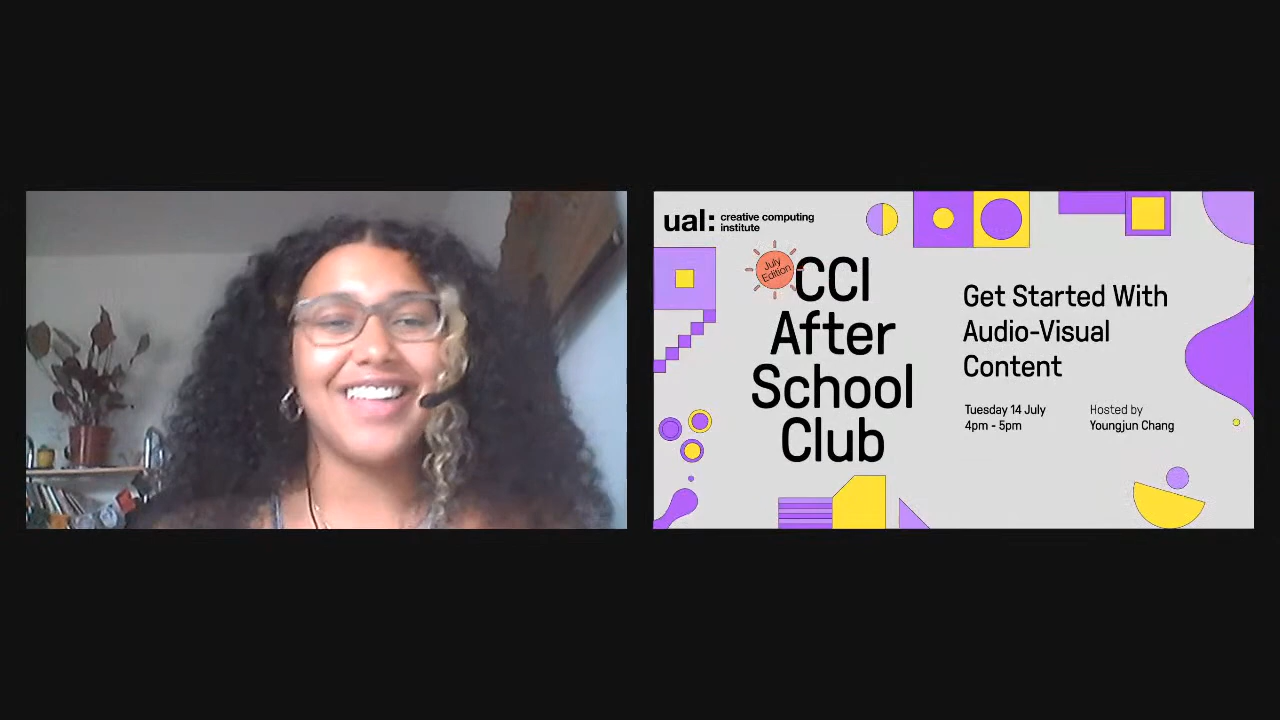 ual: creative computing
institute
July
Edition
CCI
After
School
Club
Get Started With
Audio-Visual
Content
Tuesday 14 July
4pm - 5pm
Hosted by
Youngjun Chang